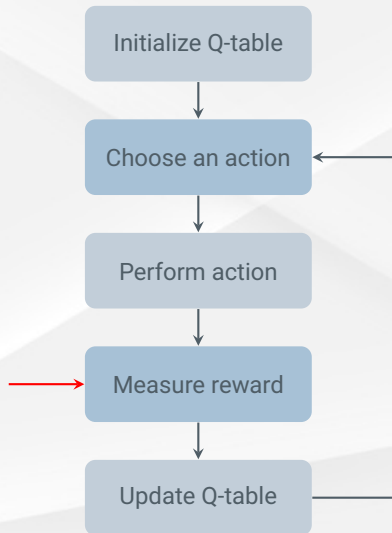 Initialize Q-table
Choose an action
Perform action
Measure reward
Update Q-table